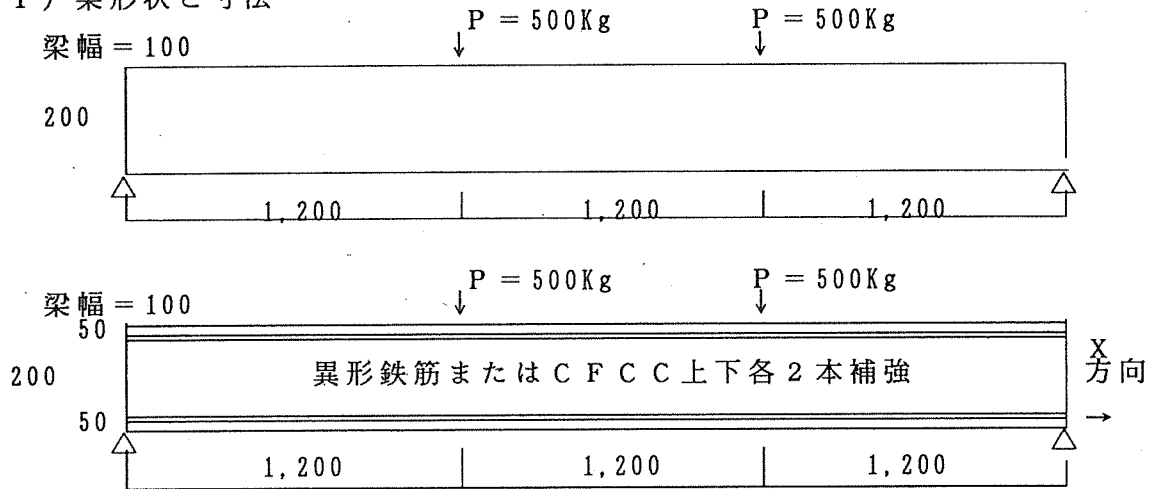 1）梁形状と寸法
P = 500Kg P = 500Kg
梁幅 = 100
200
1,200 1,200 1,200
P = 500Kg P = 500Kg
梁幅 = 100
50
200 異形鉄筋またはCFCC上下各2本補強 X方向
50 →
1,200 1,200 1,200